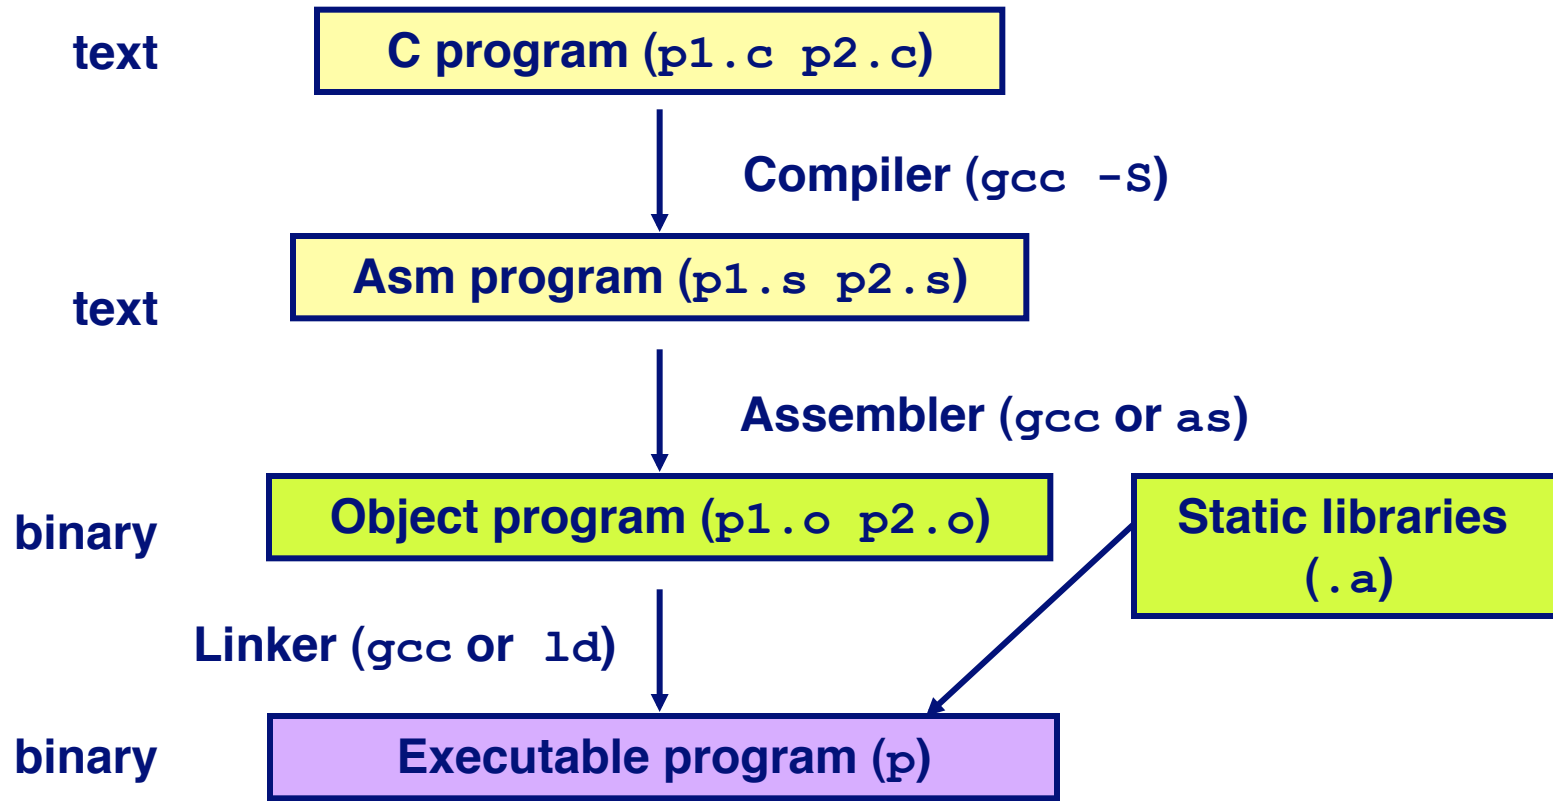 text
C program (p1.c p2.c)
Compiler (gcc -S)
text
Asm program (p1.s p2.s)
Assembler (gcc or as)
binary
Object program (p1.o p2.o)
Static libraries
(.a)
Linker (gcc or ld)
binary
Executable program (p)